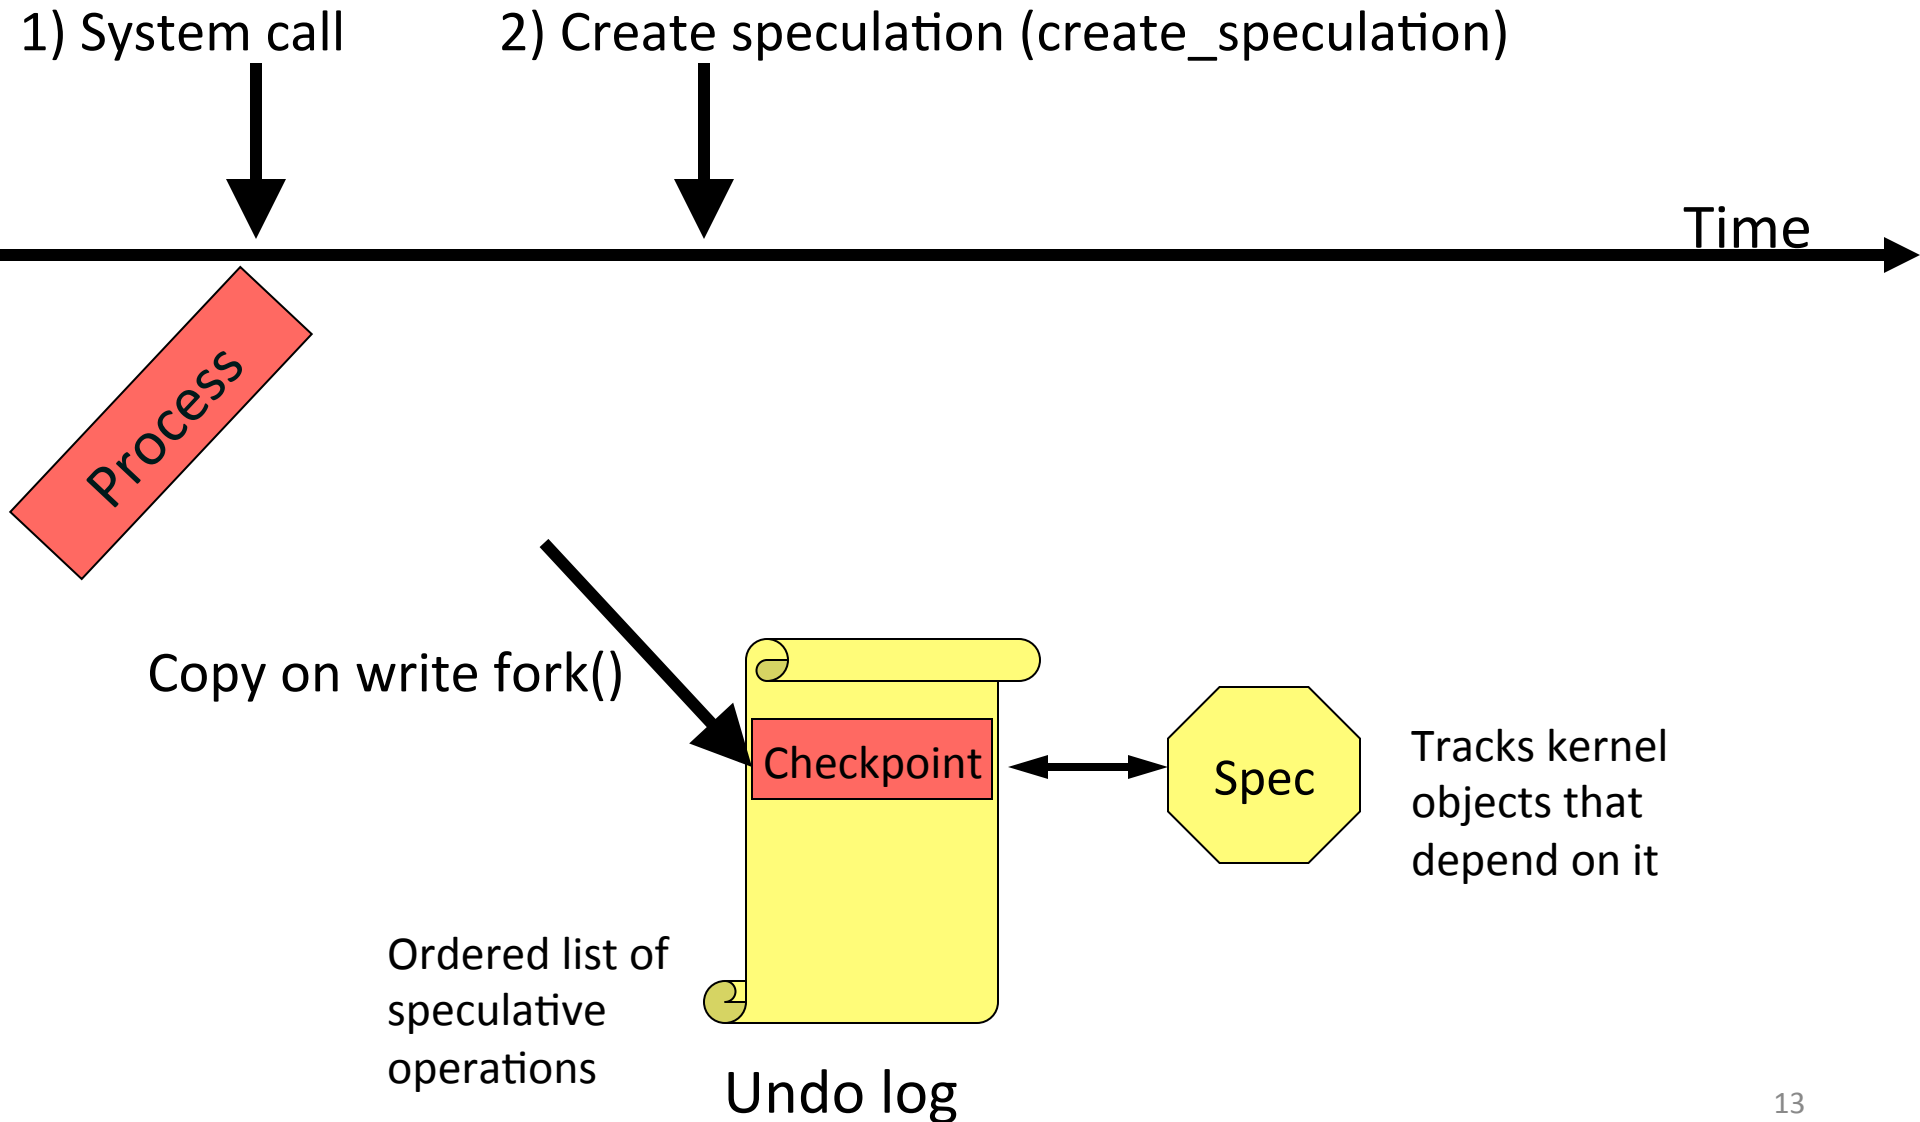 1) System call
2) Create speculation (create_speculation)
Time
Process
Copy on write fork()
Checkpoint
Spec
Tracks kernel
objects that
depend on it
Ordered list of
speculative
operations
Undo log
13